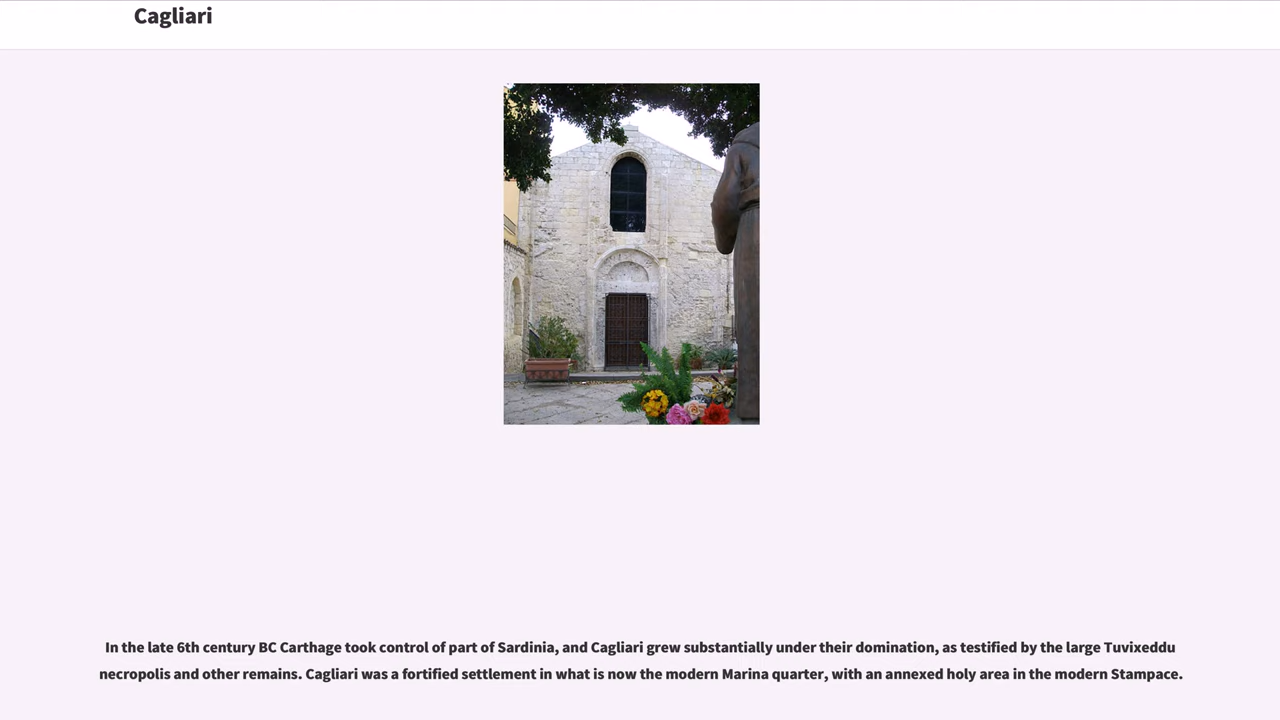 Cagliari
In the late 6th century BC Carthage took control of part of Sardinia, and Cagliari grew substantially under their domination, as testified by the large Tuvixeddu
necropolis and other remains. Cagliari was a fortified settlement in what is now the modern Marina quarter, with an annexed holy area in the modern Stampace.